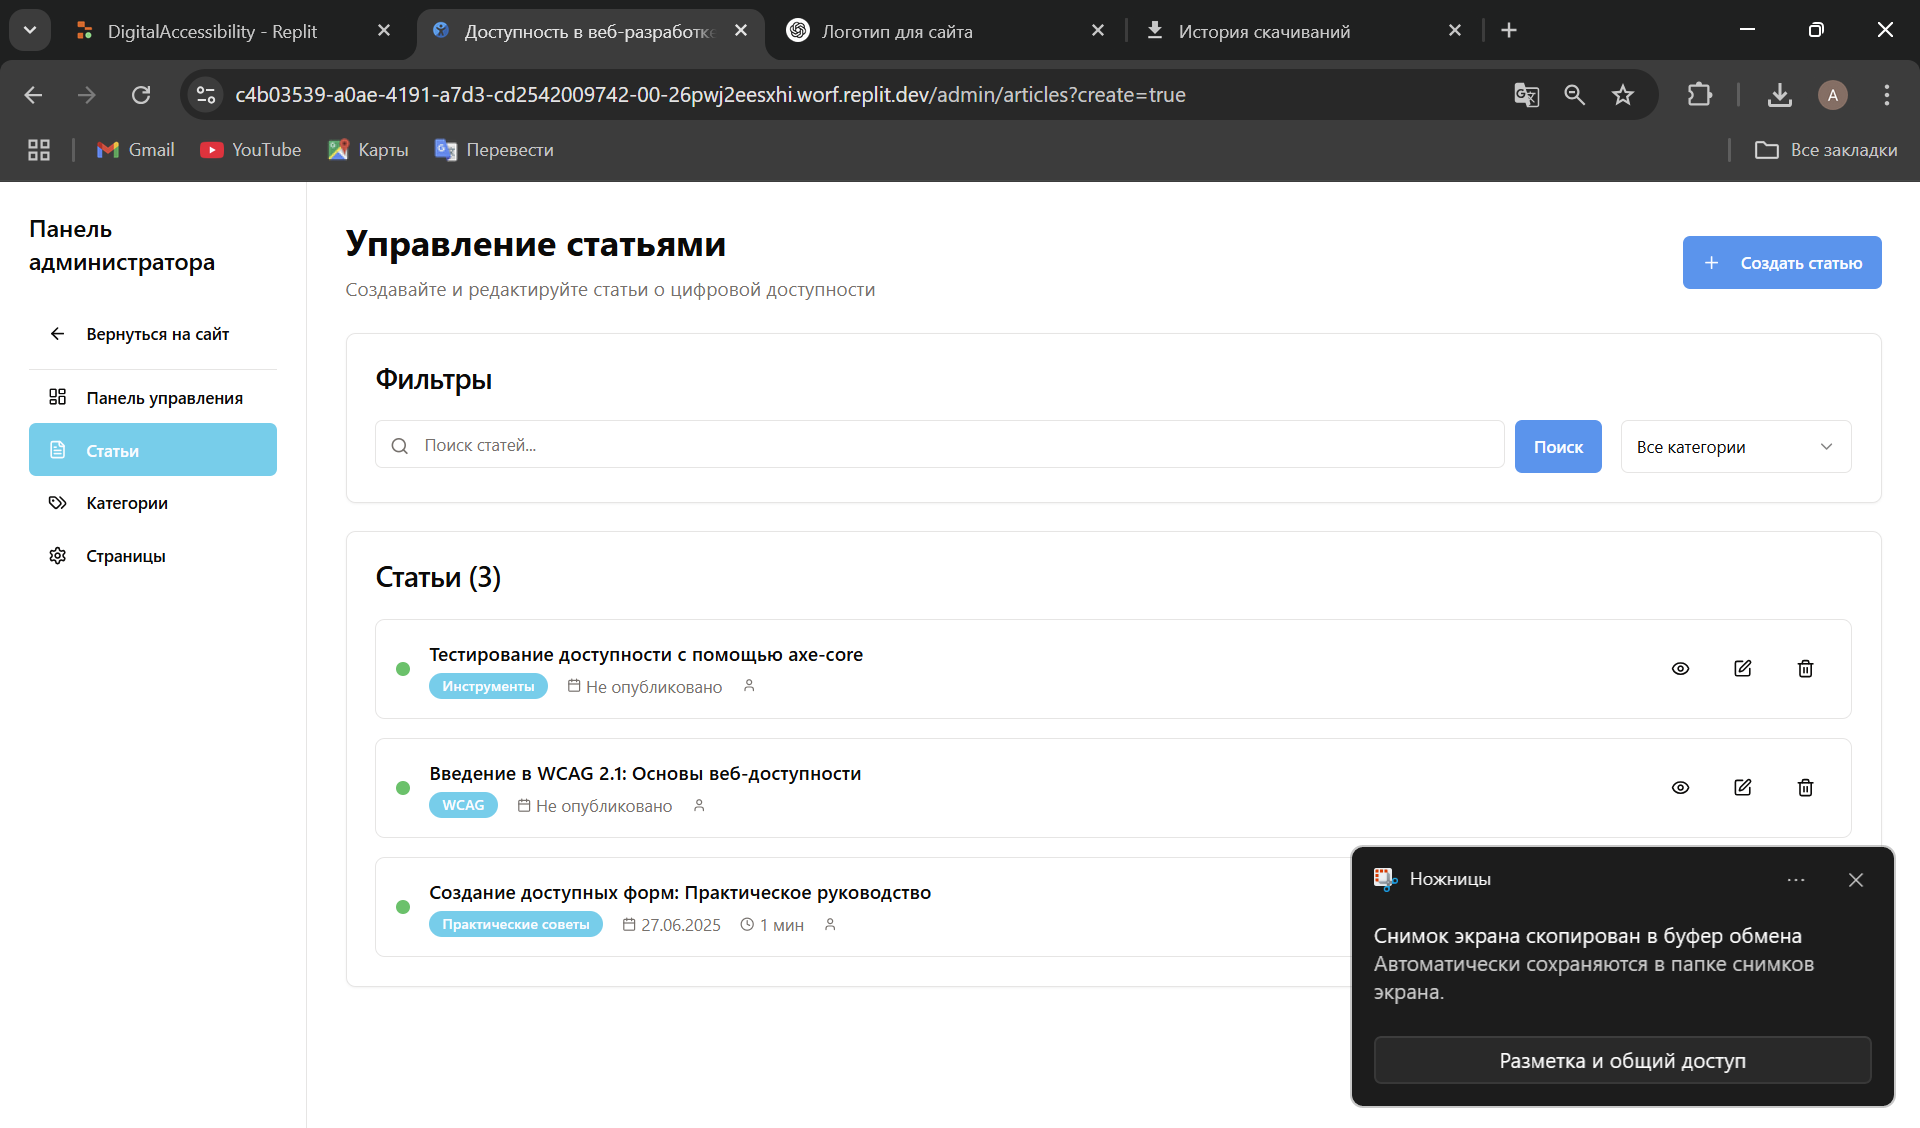 DigitalAccessibility - Replit
Доступность в веб-разработке
Логотип для сайта
История скачиваний
c4b03539-a0ae-4191-a7d3-cd2542009742-00-26pwj2eesxhi.worf.replit.dev/admin/articles?create=true
A
Gmail
YouTube
Карты
Перевести
Все закладки
Панель
администратора
Вернуться на сайт
Панель управления
Статьи
Категории
Страницы
Управление статьями
Создавайте и редактируйте статьи о цифровой доступности
+ Создать статью
Фильтры
Поиск статей...
Поиск
Все категории
Статьи (3)
Тестирование доступности с помощью axe-core
Инструменты
Не опубликовано
Введение в WCAG 2.1: Основы веб-доступности
WCAG
Не опубликовано
Создание доступных форм: Практическое руководство
Практические советы
27.06.2025
1 мин
Ножницы
Снимок экрана скопирован в буфер обмена
Автоматически сохраняются в папке снимков
экрана.
Разметка и общий доступ